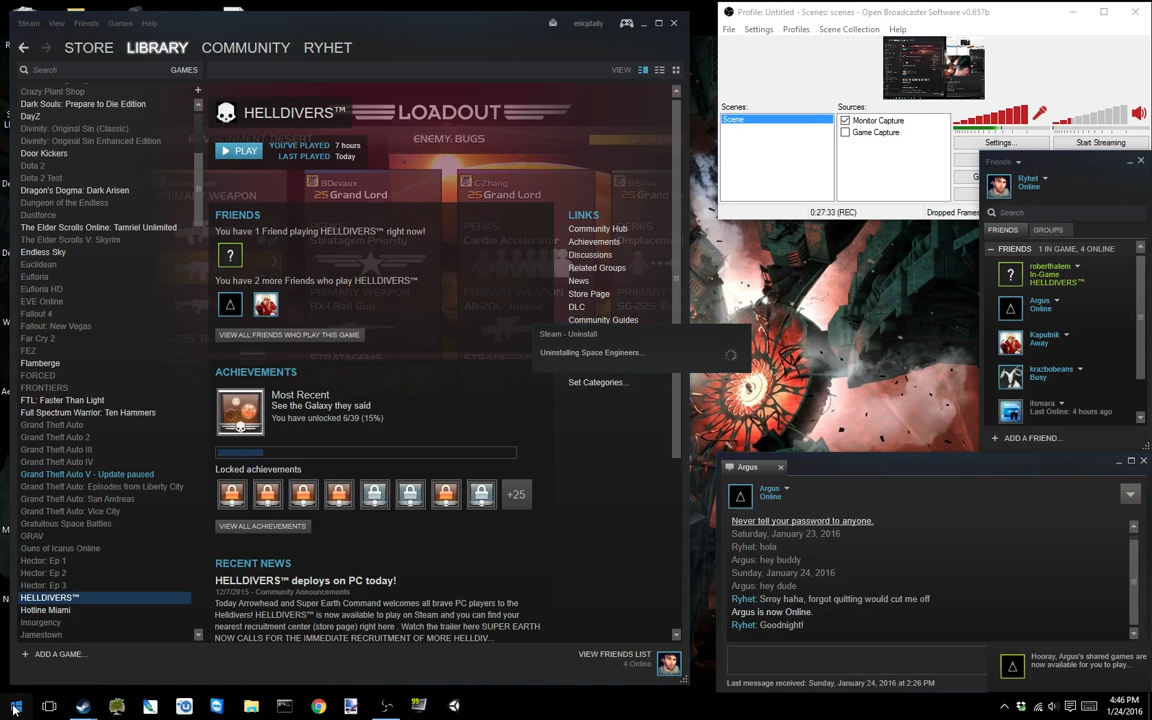 Steam Friends View Games Help
ericjdaily
STORE LIBRARY COMMUNITY RYHET
Search GAMES
VIEW
Crazy Plant Shop
Dark Souls: Prepare to Die Edition
DayZ
Divinity: Original Sin (Classic)
Divinity: Original Sin Enhanced Edition
Door Kickers
Dota 2
Dota 2 Test
Dragon's Dogma: Dark Arisen
Dungeon of the Endless
Dustforce
The Elder Scrolls Online: Tamriel Unlimited
The Elder Scrolls V: Skyrim
Endless Sky
Euclidean
Eufloria
Eufloria HD
EVE Online
Fallout 4
Fallout: New Vegas
Far Cry 2
FEZ
Flamberge
FORCED
FRONTIERS
FTL: Faster Than Light
Full Spectrum Warrior: Ten Hammers
Grand Theft Auto
Grand Theft Auto 2
Grand Theft Auto III
Grand Theft Auto IV
Grand Theft Auto V - Update paused
Grand Theft Auto: Episodes from Liberty City
Grand Theft Auto: San Andreas
Grand Theft Auto: Vice City
Gratuitous Space Battles
GRAV
Guns of Icarus Online
Hector: Ep 1
Hector: Ep 2
Hector: Ep 3
HELLDIVERS™
Hotline Miami
Insurgency
Jamestown
ADD A GAME...
HELLDIVERS™
LOADOUT
ENEMY: BUGS
PLAY
YOU'VE PLAYED 7 hours
LAST PLAYED Today
BDevaux
25 Grand Lord
C-Zhang
25 Grand Lord
PRIMARY WEAPON
PERKS
Stratagem Priority
Cardio Accelerator
Displacement
PRIMARY WEAPON
RX-1 Rail Gun
AR-20L Justice
STRATAGEMS
FRIENDS
You have 1 Friend playing HELLDIVERS™ right now!
You have 2 more Friends who play HELLDIVERS™
VIEW ALL FRIENDS WHO PLAY THIS GAME
ACHIEVEMENTS
Most Recent
See the Galaxy they said
You have unlocked 6/39 (15%)
Locked achievements
+25
VIEW ALL ACHIEVEMENTS
RECENT NEWS
HELLDIVERS™ deploys on PC today!
12/7/2015 - Community Announcements
Today Arrowhead and Super Earth Command welcomes all brave PC players to the
Helldivers! HELLDIVERS™ is now available to play on Steam and you can find your
nearest recruitment center (store page) right here . Watch the trailer here SUPER EARTH
NOW CALLS FOR THE IMMEDIATE RECRUITMENT OF MORE HELLDIV...
LINKS
Community Hub
Achievements
Discussions
Related Groups
News
Store Page
DLC
Community Guides
Set Categories...
Steam - Uninstall
Uninstalling Space Engineers...
VIEW FRIENDS LIST
4 Online
Profile: Untitled - Scenes: scenes - Open Broadcaster Software v0.657b
File Settings Profiles Scene Collection Help
Scenes:
Scene
Sources:
Monitor Capture
Game Capture
Settings...
Start Streaming
0:27:33 (REC)
Dropped Frames
Friends
Ryhet
Online
Search
FRIENDS GROUPS
FRIENDS 1 IN GAME, 4 ONLINE
roberthatem
In-Game
HELLDIVERS™
Argus
Online
Kaputnik
Away
krazbobeans
Busy
itsmara
Last Online: 4 hours ago
ADD A FRIEND...
Argus
Argus
Online
Never tell your password to anyone.
Saturday, January 23, 2016
Ryhet: hola
Argus: hey buddy
Sunday, January 24, 2016
Argus: hey dude
Ryhet: Srroy haha, forgot quitting would cut me off
Argus is now Online.
Ryhet: Goodnight!
Last message received: Sunday, January 24, 2016 at 2:26 PM
Hooray, Argus's shared games are
now available for you to play...
4:46 PM
1/24/2016